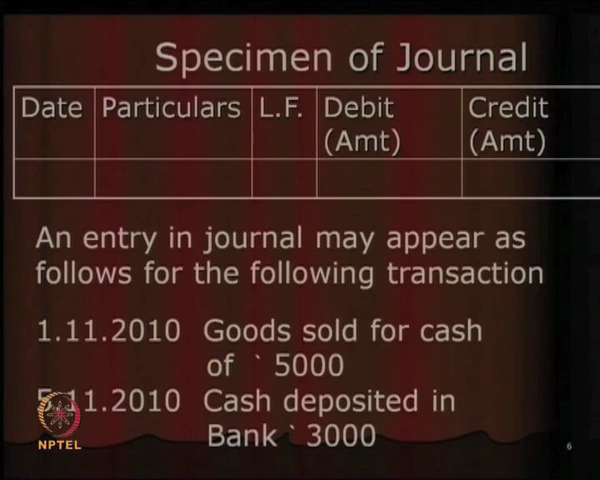 Specimen of Journal
Date Particulars L.F. Debit (Amt) Credit (Amt)
An entry in journal may appear as
follows for the following transaction
1.11.2010 Goods sold for cash
of ` 5000
5.11.2010 Cash deposited in
Bank ` 3000
NPTEL
6